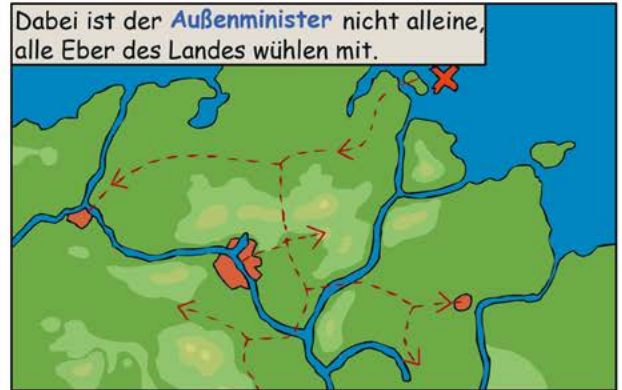 Dabei ist der Außenminister nicht alleine,
alle Eber des Landes wühlen mit.